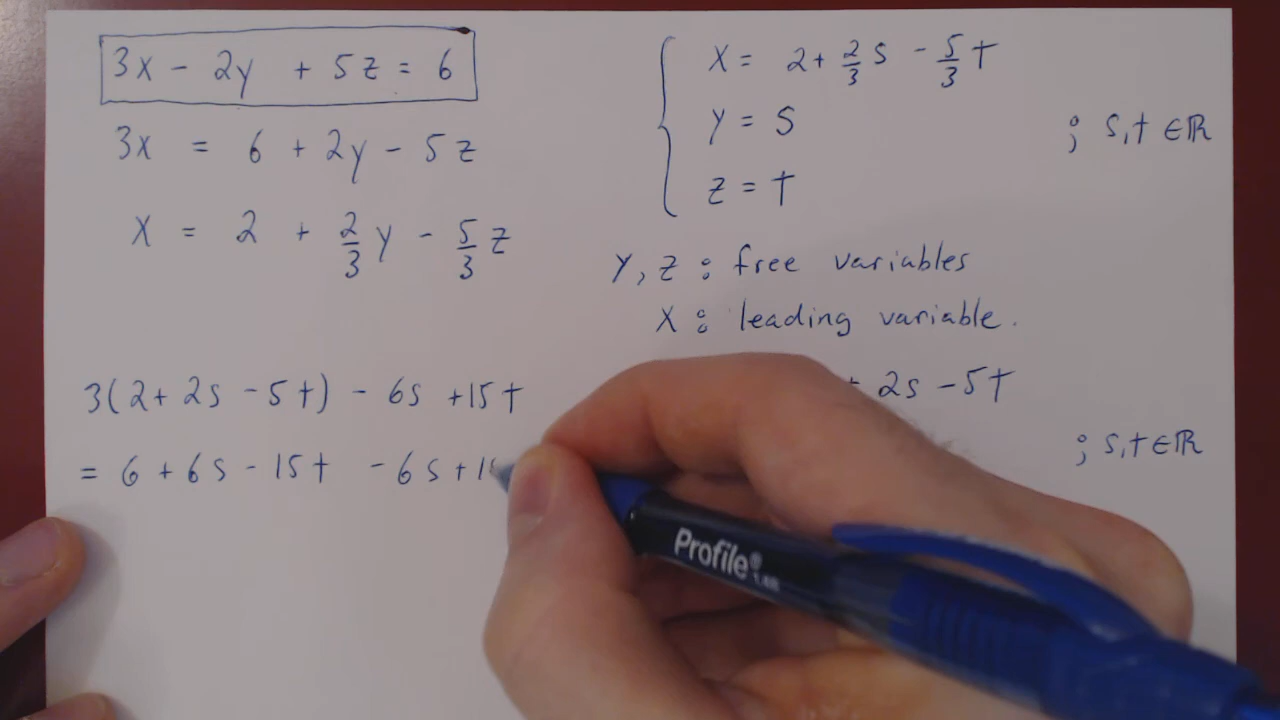 3x - 2y + 5z = 6
3x = 6 + 2y - 5z
x = 2 + 2/3 y - 5/3 z
3(2 + 2s - 5t) - 6s + 15t
= 6 + 6s - 15t - 6s + 1
x = 2 + 2/3 s - 5/3 t
y = s
z = t
; s,t ∈ ℝ
y, z : free variables
x : leading variable.
2s - 5t
; s,t ∈ ℝ
Profile®